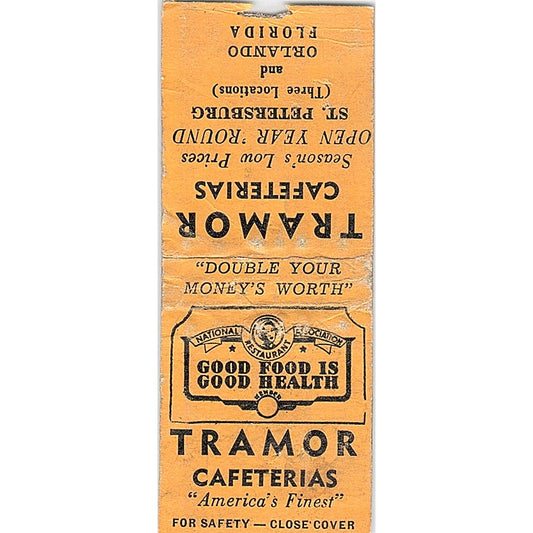 TRAMOR
CAFETERIAS
Season's Low Prices
OPEN YEAR 'ROUND
ST. PETERSBURG
(Three Locations)
and
ORLANDO
FLORIDA
"DOUBLE YOUR
MONEY'S WORTH"
NATIONAL RESTAURANT ASSOCIATION
GOOD FOOD IS
GOOD HEALTH
MEMBER
TRAMOR
CAFETERIAS
"America's Finest"
FOR SAFETY — CLOSE COVER